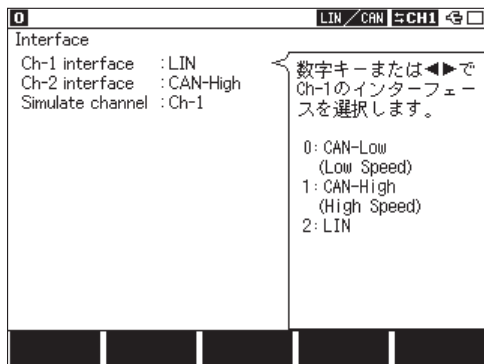 0
LIN/CAN ⇆CH1
Interface
Ch-1 interface :LIN
Ch-2 interface :CAN-High
Simulate channel :Ch-1
数字キーまたは◀▶で
Ch-1のインターフェー
スを選択します。
0:CAN-Low
(Low Speed)
1:CAN-High
(High Speed)
2:LIN